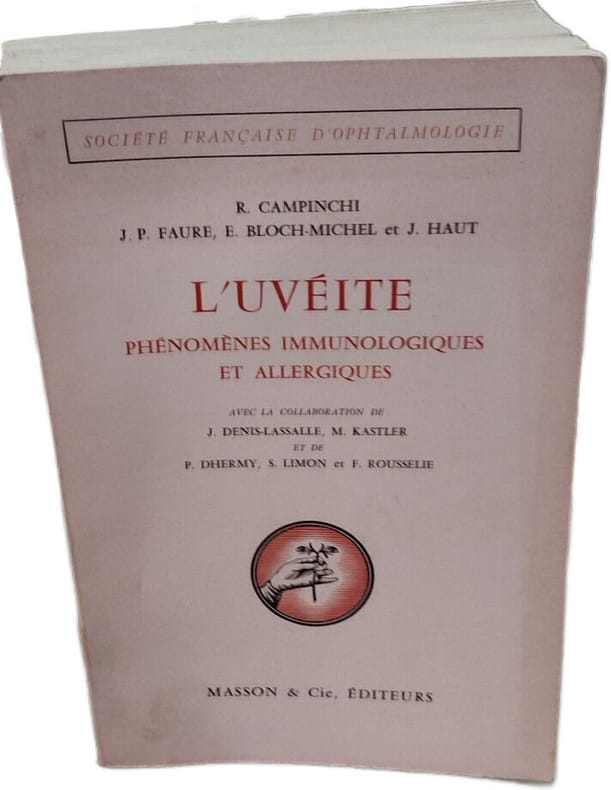 SOCIÉTÉ FRANÇAISE D'OPHTALMOLOGIE
R. CAMPINCHI
J. P. FAURE, E. BLOCH-MICHEL et J. HAUT
L'UVÉITE
PHÉNOMÈNES IMMUNOLOGIQUES
ET ALLERGIQUES
AVEC LA COLLABORATION DE
J. DENIS-LASSALLE, M. KASTLER
ET DE
P. DHERMY, S. LIMON et F. ROUSSELIE
MASSON & Cie, ÉDITEURS